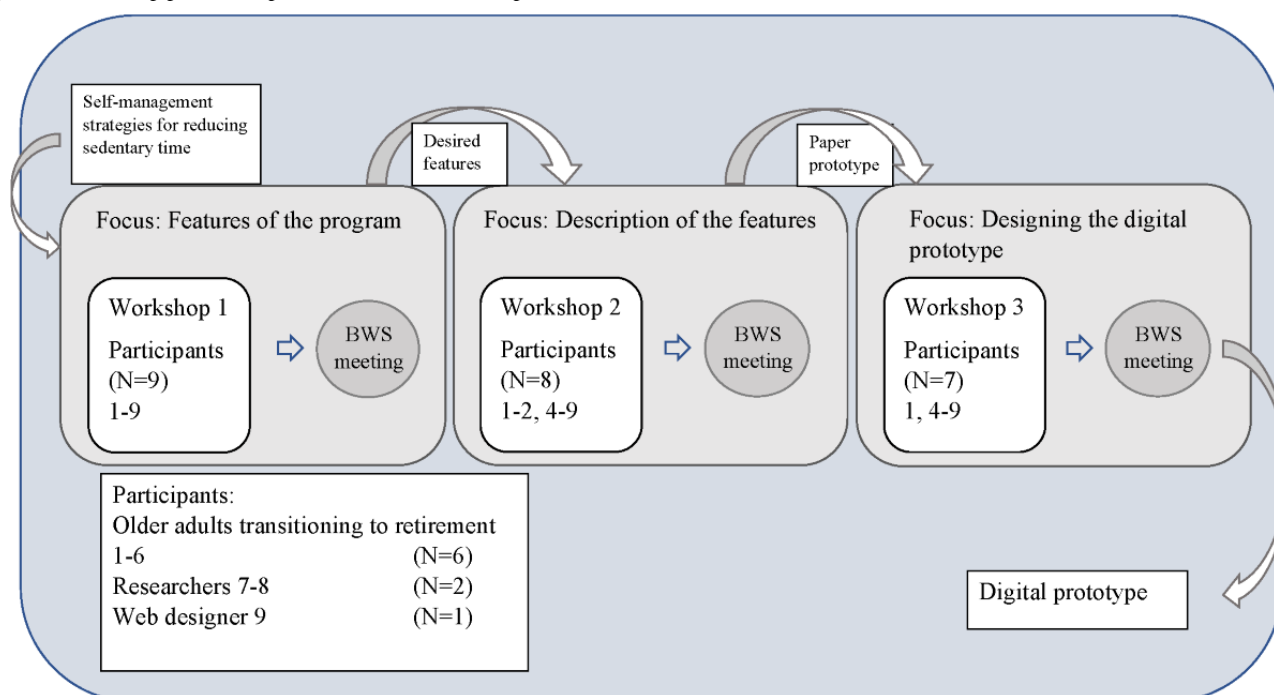 Self-management
strategies for reducing
sedentary time
Desired
features
Paper
prototype
Focus: Features of the program
Workshop 1
Participants
(N=9)
1-9
BWS
meeting
Focus: Description of the features
Workshop 2
Participants
(N=8)
1-2, 4-9
BWS
meeting
Focus: Designing the digital
prototype
Workshop 3
Participants
(N=7)
1, 4-9
BWS
meeting
Participants:
Older adults transitioning to retirement
1-6 (N=6)
Researchers 7-8 (N=2)
Web designer 9 (N=1)
Digital prototype